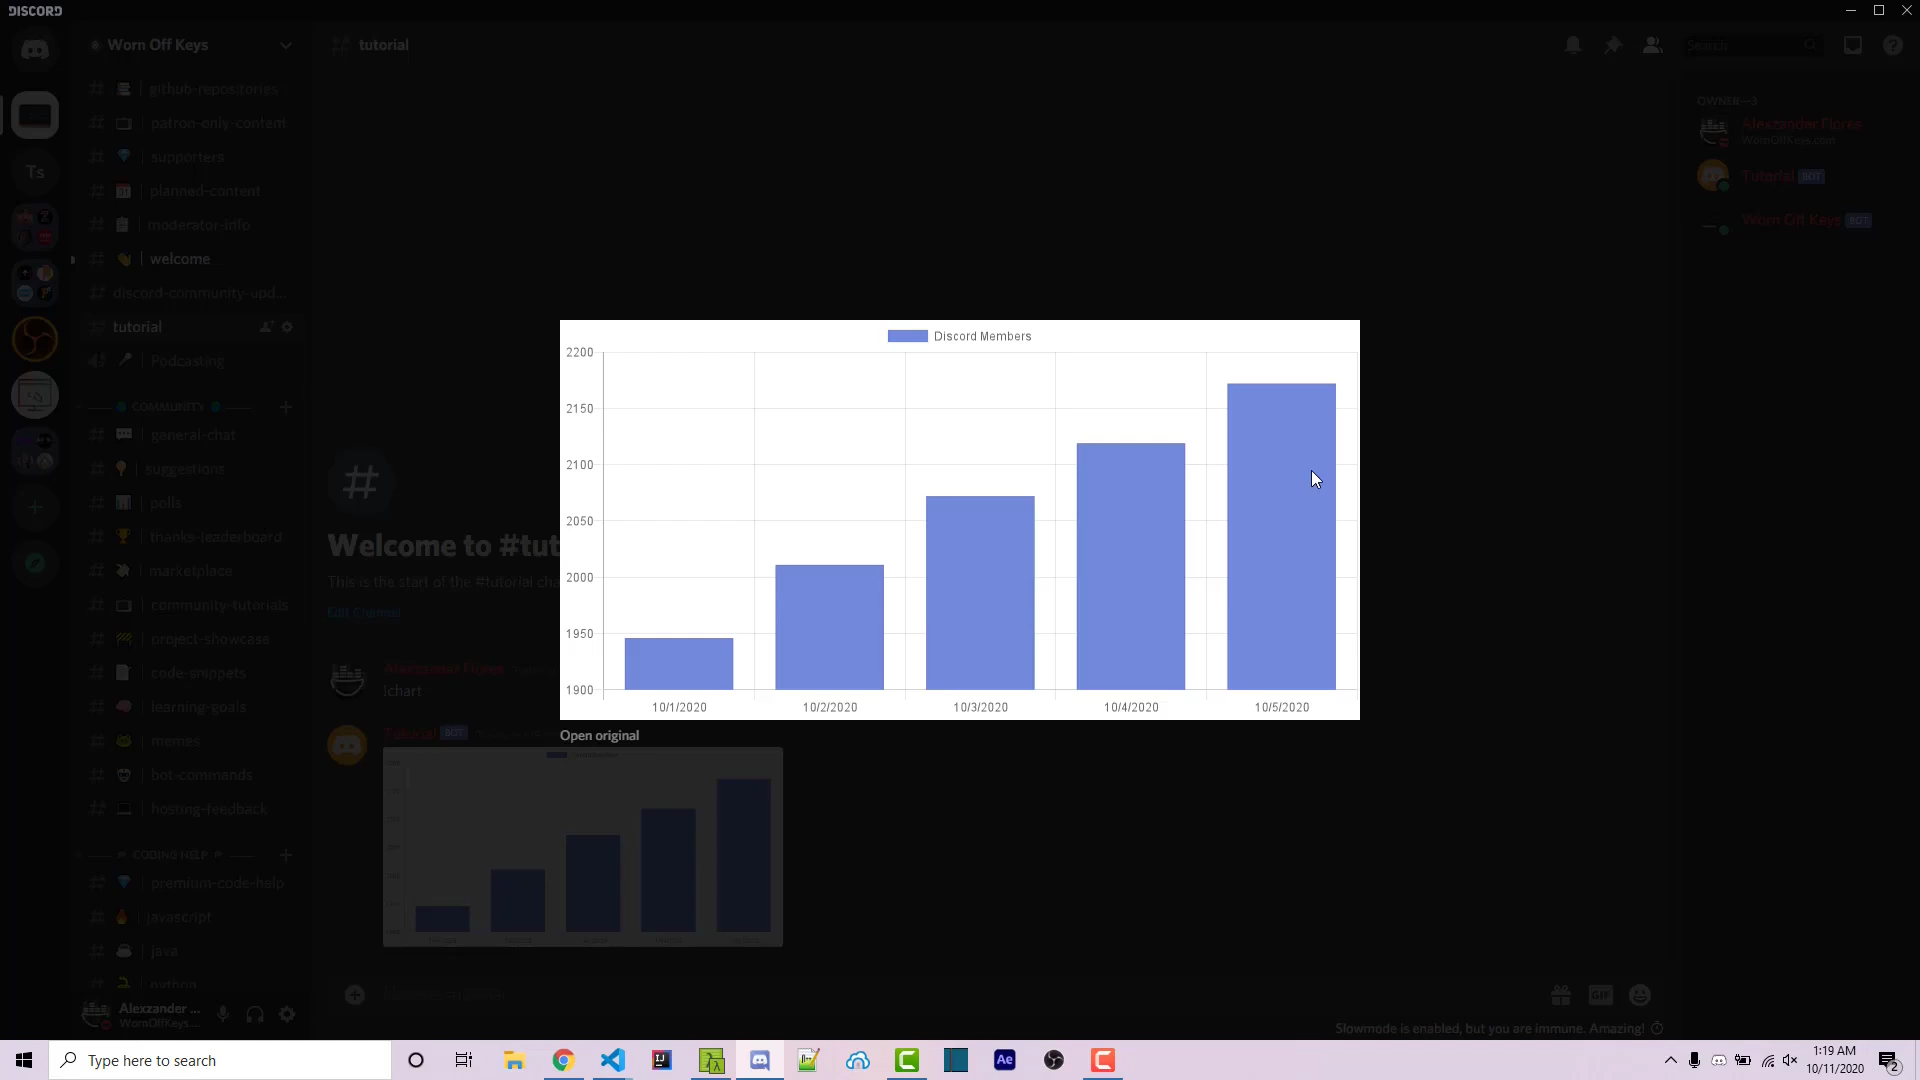 DISCORD
Worn Off Keys
tutorial
Search
github-repositories
patron-only-content
supporters
Ts
planned-content
moderator-info
welcome
discord-community-upd...
tutorial
Podcasting
COMMUNITY
general-chat
suggestions
polls
thanks-leaderboard
marketplace
community-tutorials
project-showcase
code-snippets
learning-goals
memes
bot-commands
hosting-feedback
CODING HELP
premium-code-help
javascript
java
python
Alexzander ...
WornOffKeys...
Welcome to #tut
This is the start of the #tutorial cha
Edit Channel
Alexzander Flores
!chart
Tutorial BOT
Discord Members
2200
2150
2100
2050
2000
1950
1900
10/1/2020 10/2/2020 10/3/2020 10/4/2020 10/5/2020
Open original
OWNER—3
Alexzander Flores
WornOffKeys.com
Tutorial BOT
Worn Off Keys BOT
GIF
Slowmode is enabled, but you are immune. Amazing!
Type here to search
IJ
Ae
1:19 AM
10/11/2020
2